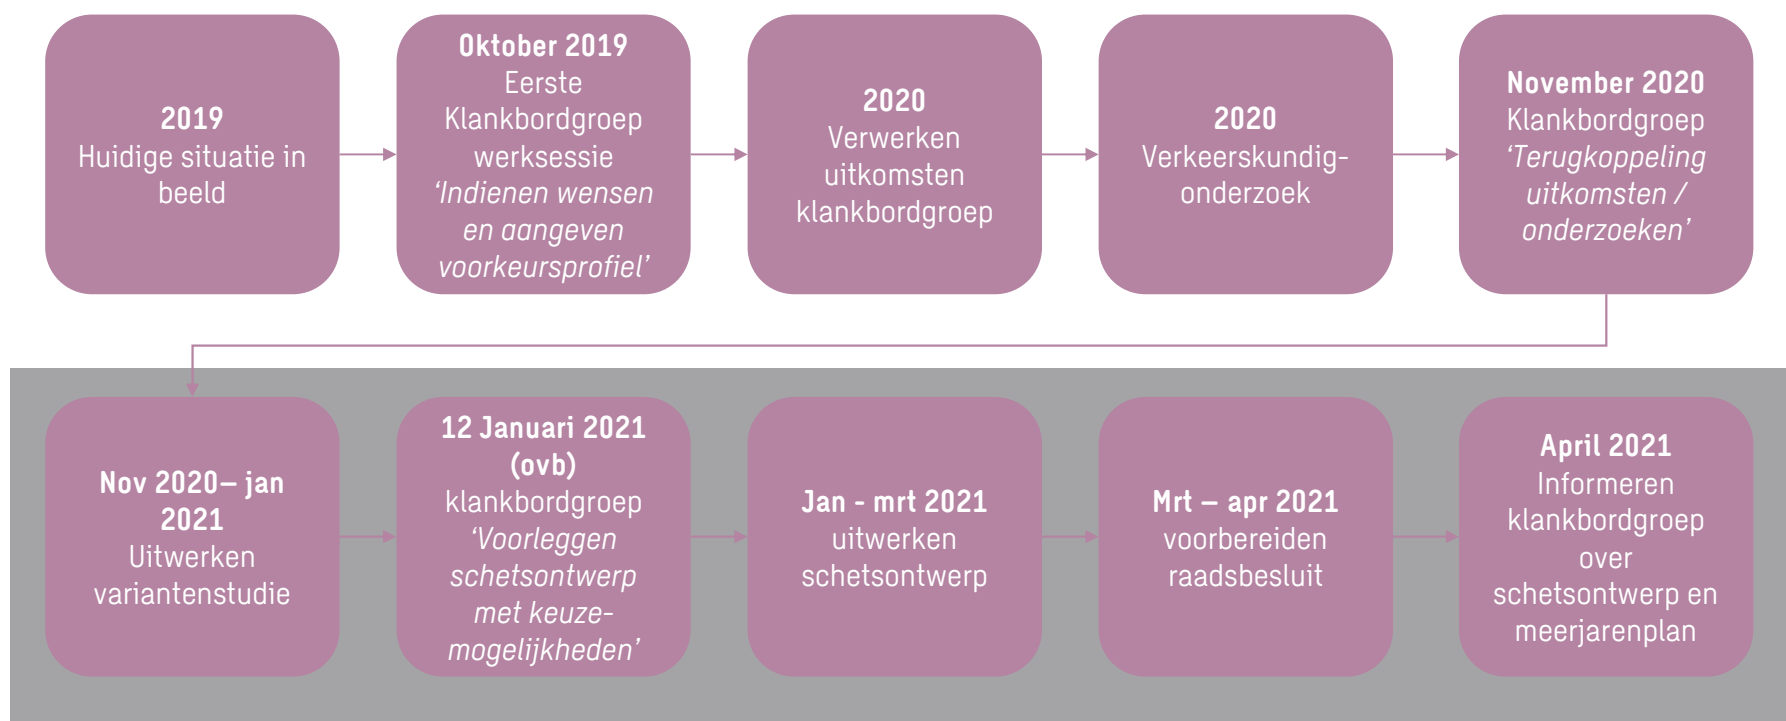 2019
Huidige situatie in
beeld
Oktober 2019
Eerste
Klankbordgroep
werksessie
‘Indienen wensen
en aangeven
voorkeursprofiel’
2020
Verwerken
uitkomsten
klankbordgroep
2020
Verkeerskundig-
onderzoek
November 2020
Klankbordgroep
‘Terugkoppeling
uitkomsten /
onderzoeken’
Nov 2020– jan
2021
Uitwerken
variantenstudie
12 Januari 2021
(ovb)
klankbordgroep
‘Voorleggen
schetsontwerp
met keuze-
mogelijkheden’
Jan - mrt 2021
uitwerken
schetsontwerp
Mrt – apr 2021
voorbereiden
raadsbesluit
April 2021
Informeren
klankbordgroep
over
schetsontwerp en
meerjarenplan